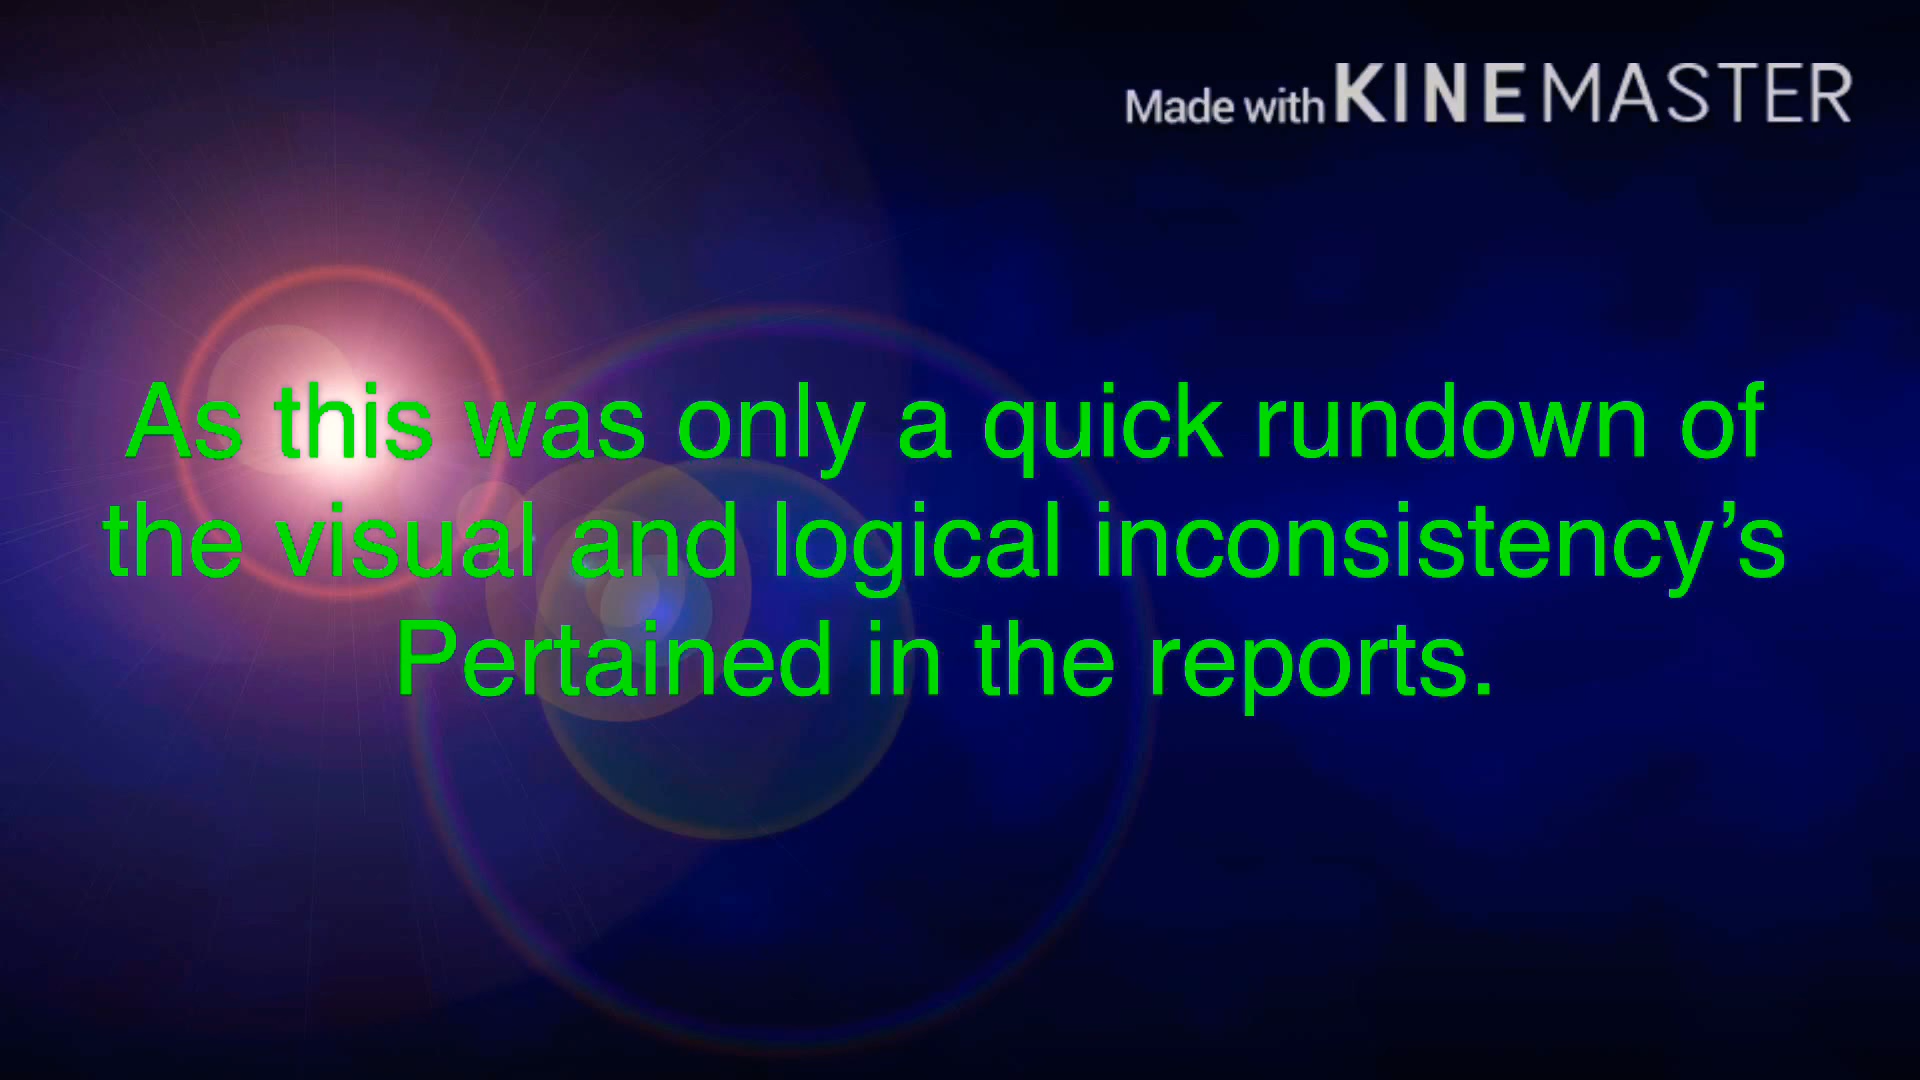 Made with KINEMASTER
As this was only a quick rundown of
the visual and logical inconsistency’s
Pertained in the reports.